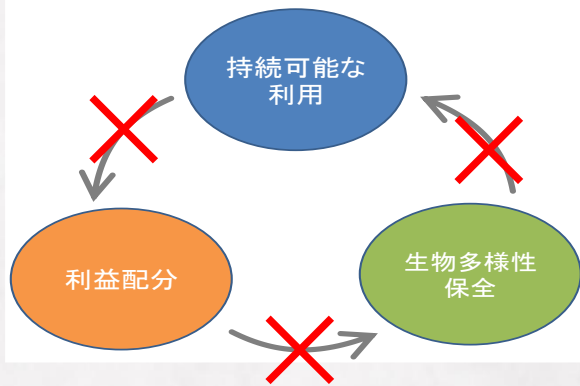 持続可能な
利用
利益配分
生物多様性
保全